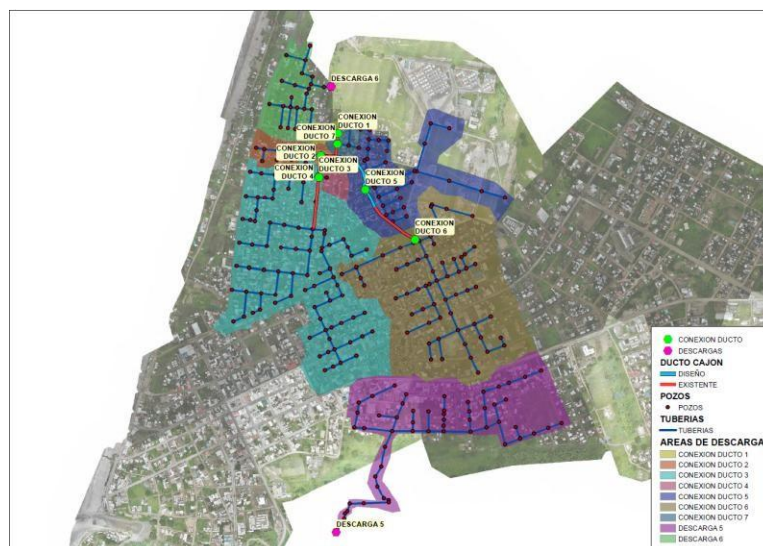 DESCARGA 6
CONEXION
DUCTO 1
CONEXION
DUCTO 7
CONEXION
DUCTO 2
CONEXION
DUCTO 3
CONEXION
DUCTO 4
CONEXION
DUCTO 5
CONEXION
DUCTO 6
DESCARGA 5
CONEXION DUCTO
DESCARGAS
DUCTO CAJON
DISEÑO
EXISTENTE
POZOS
POZOS
TUBERIAS
TUBERIAS
AREAS DE DESCARGA
CONEXION DUCTO 1
CONEXION DUCTO 2
CONEXION DUCTO 3
CONEXION DUCTO 4
CONEXION DUCTO 5
CONEXION DUCTO 6
CONEXION DUCTO 7
DESCARGA 5
DESCARGA 6